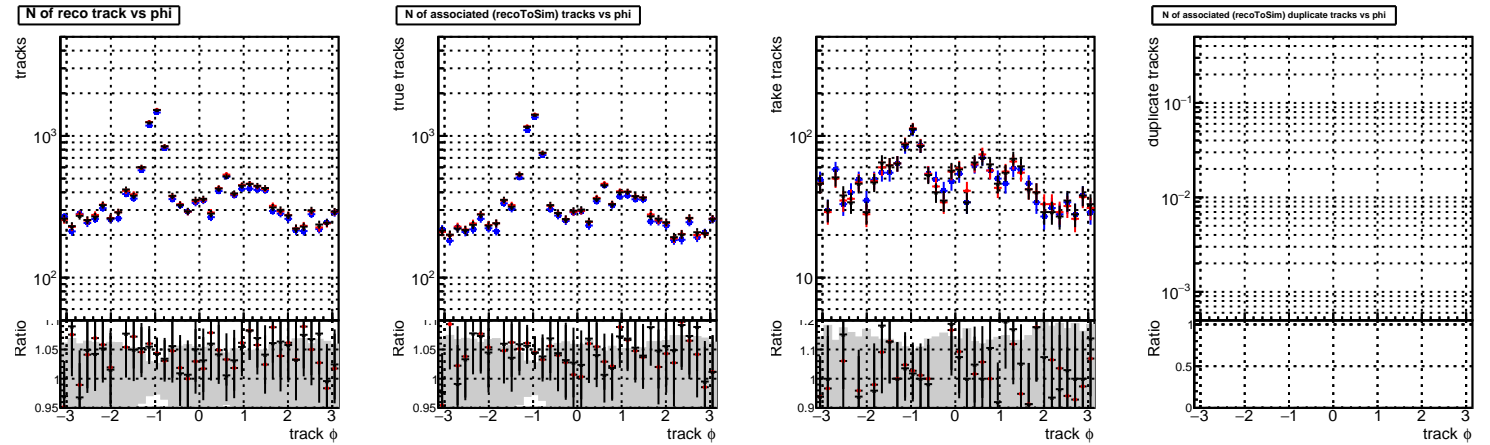 N of reco track vs phi
tracks
10³
10²
Ratio
1.1
1.05
1
0.95
−3 −2 −1 0 1 2 3
track ϕ
true tracks
10³
10²
Ratio
1.1
1.05
1
0.95
−3 −2 −1 0 1 2 3
track ϕ
fake tracks
10²
10
Ratio
1.2
1.1
1
0.9
−3 −2 −1 0 1 2 3
track ϕ
N of associated (recoToSim) tracks vs phi
N of associated (recoToSim) duplicate tracks vs phi
duplicate tracks
10⁻¹
10⁻²
10⁻³
Ratio
1
0.5
0
−3 −2 −1 0 1 2 3
track ϕ